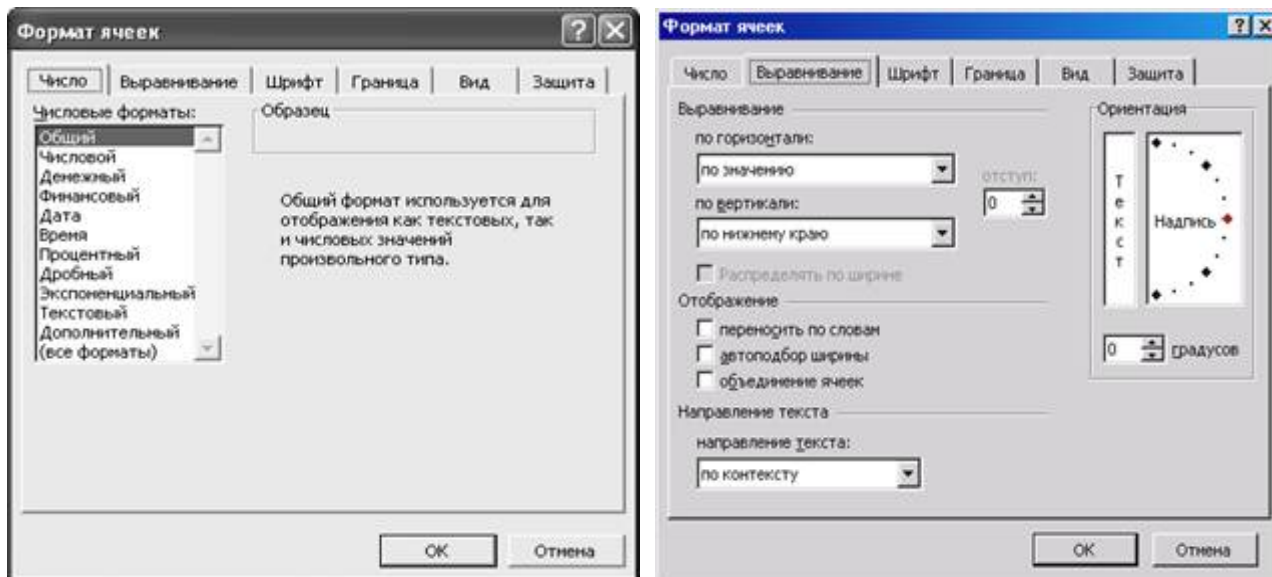 Формат ячеек
Число Выравнивание Шрифт Граница Вид Защита
Числовые форматы:
Общий
Числовой
Денежный
Финансовый
Дата
Время
Процентный
Дробный
Экспоненциальный
Текстовый
Дополнительный
(все форматы)
Образец
Общий формат используется для
отображения как текстовых, так
и числовых значений
произвольного типа.
ОК Отмена
Формат ячеек
Число Выравнивание Шрифт Граница Вид Защита
Выравнивание
по горизонтали:
по значению
отступ:
0
по вертикали:
по нижнему краю
Распределять по ширине
Отображение
переносить по словам
автоподбор ширины
объединение ячеек
Направление текста
направление текста:
по контексту
Ориентация
Текст
Надпись
0 градусов
ОК Отмена